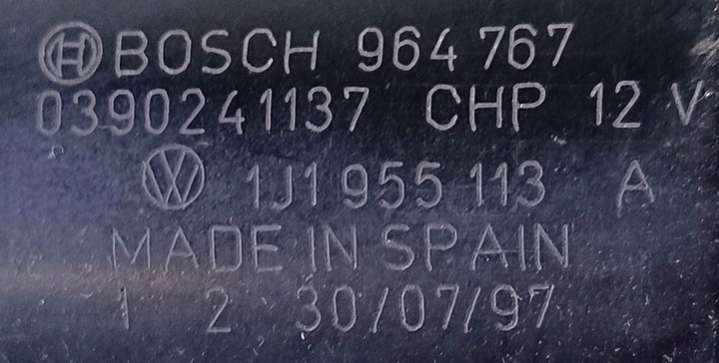 BOSCH 964 767
0390241137 CHP 12 V
1J1 955 113 A
MADE IN SPAIN
1 2 30/07/97